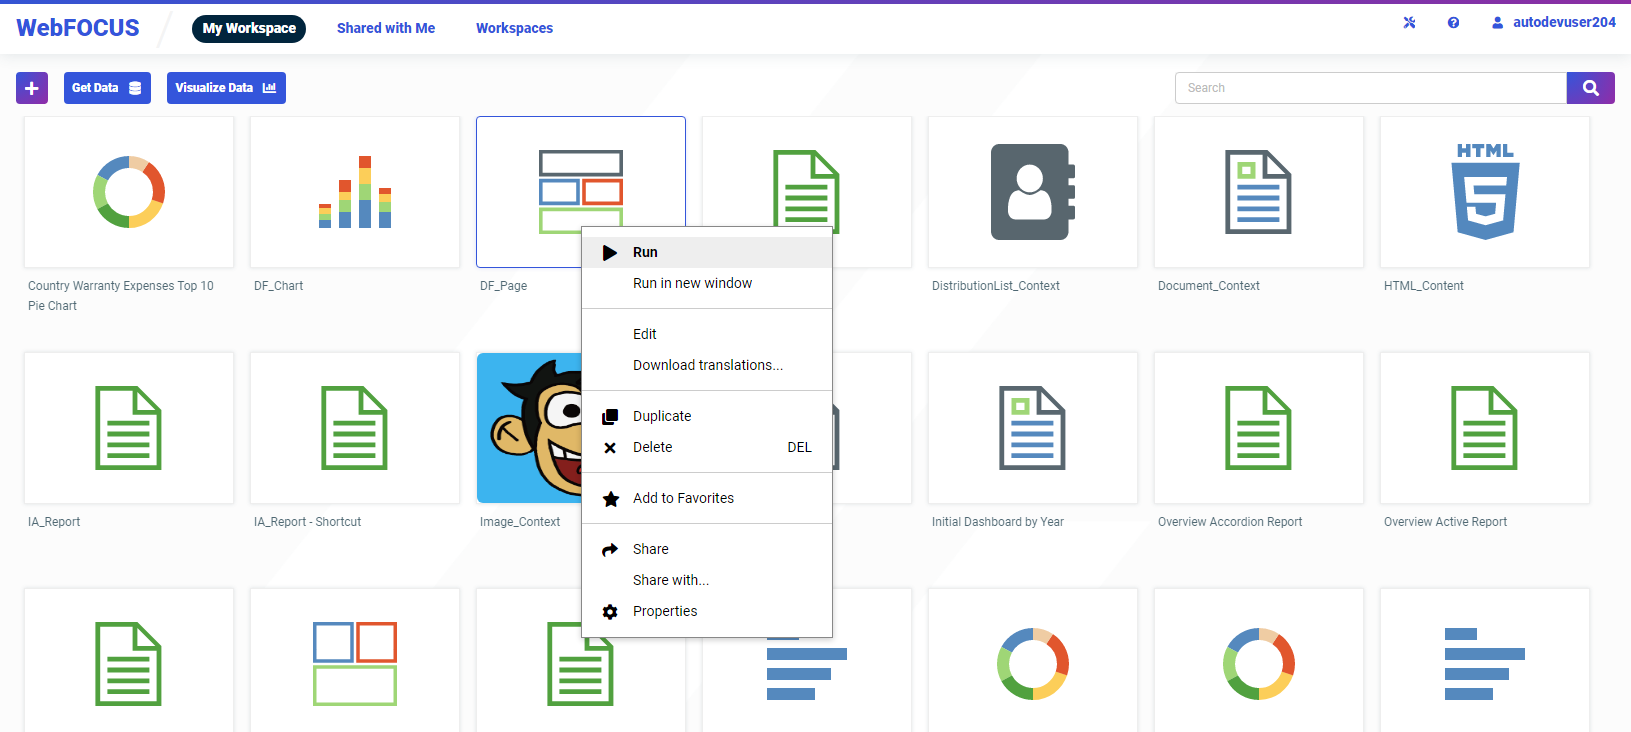 WebFOCUS
My Workspace
Shared with Me
Workspaces
autodevuser204
Get Data
Visualize Data
Search
HTML
Country Warranty Expenses Top 10
Pie Chart
DF_Chart
DF_Page
DistributionList_Context
Document_Context
HTML_Content
Run
Run in new window
Edit
Download translations...
Duplicate
Delete DEL
Add to Favorites
Share
Share with...
Properties
IA_Report
IA_Report - Shortcut
Image_Context
Initial Dashboard by Year
Overview Accordion Report
Overview Active Report